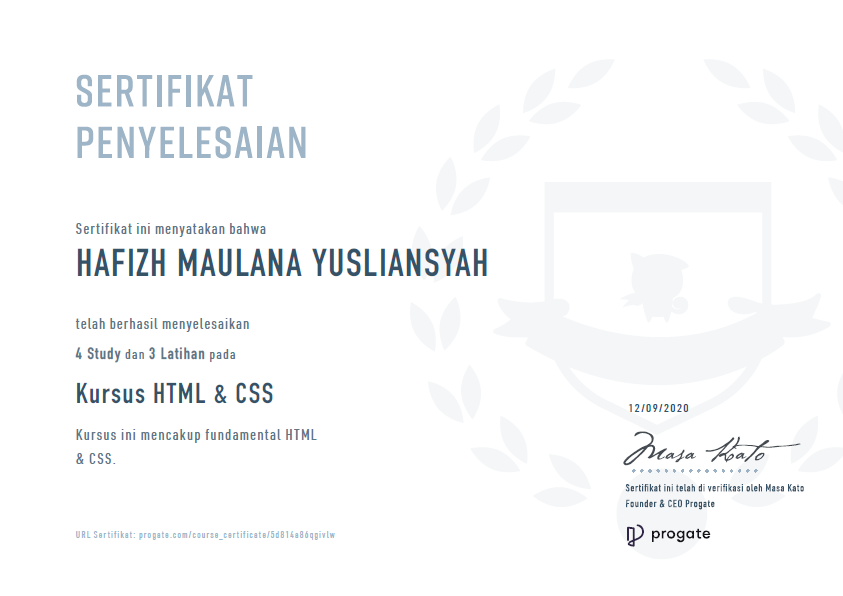 SERTIFIKAT
PENYELESAIAN
Sertifikat ini menyatakan bahwa
HAFIZH MAULANA YUSLIANSYAH
telah berhasil menyelesaikan
4 Study dan 3 Latihan pada
Kursus HTML & CSS
Kursus ini mencakup fundamental HTML
& CSS.
12/09/2020
Masa Kato
Sertifikat ini telah di verifikasi oleh Masa Kato
Founder & CEO Progate
progate
URL Sertifikat: progate.com/course_certificate/5d814a86qgivlw